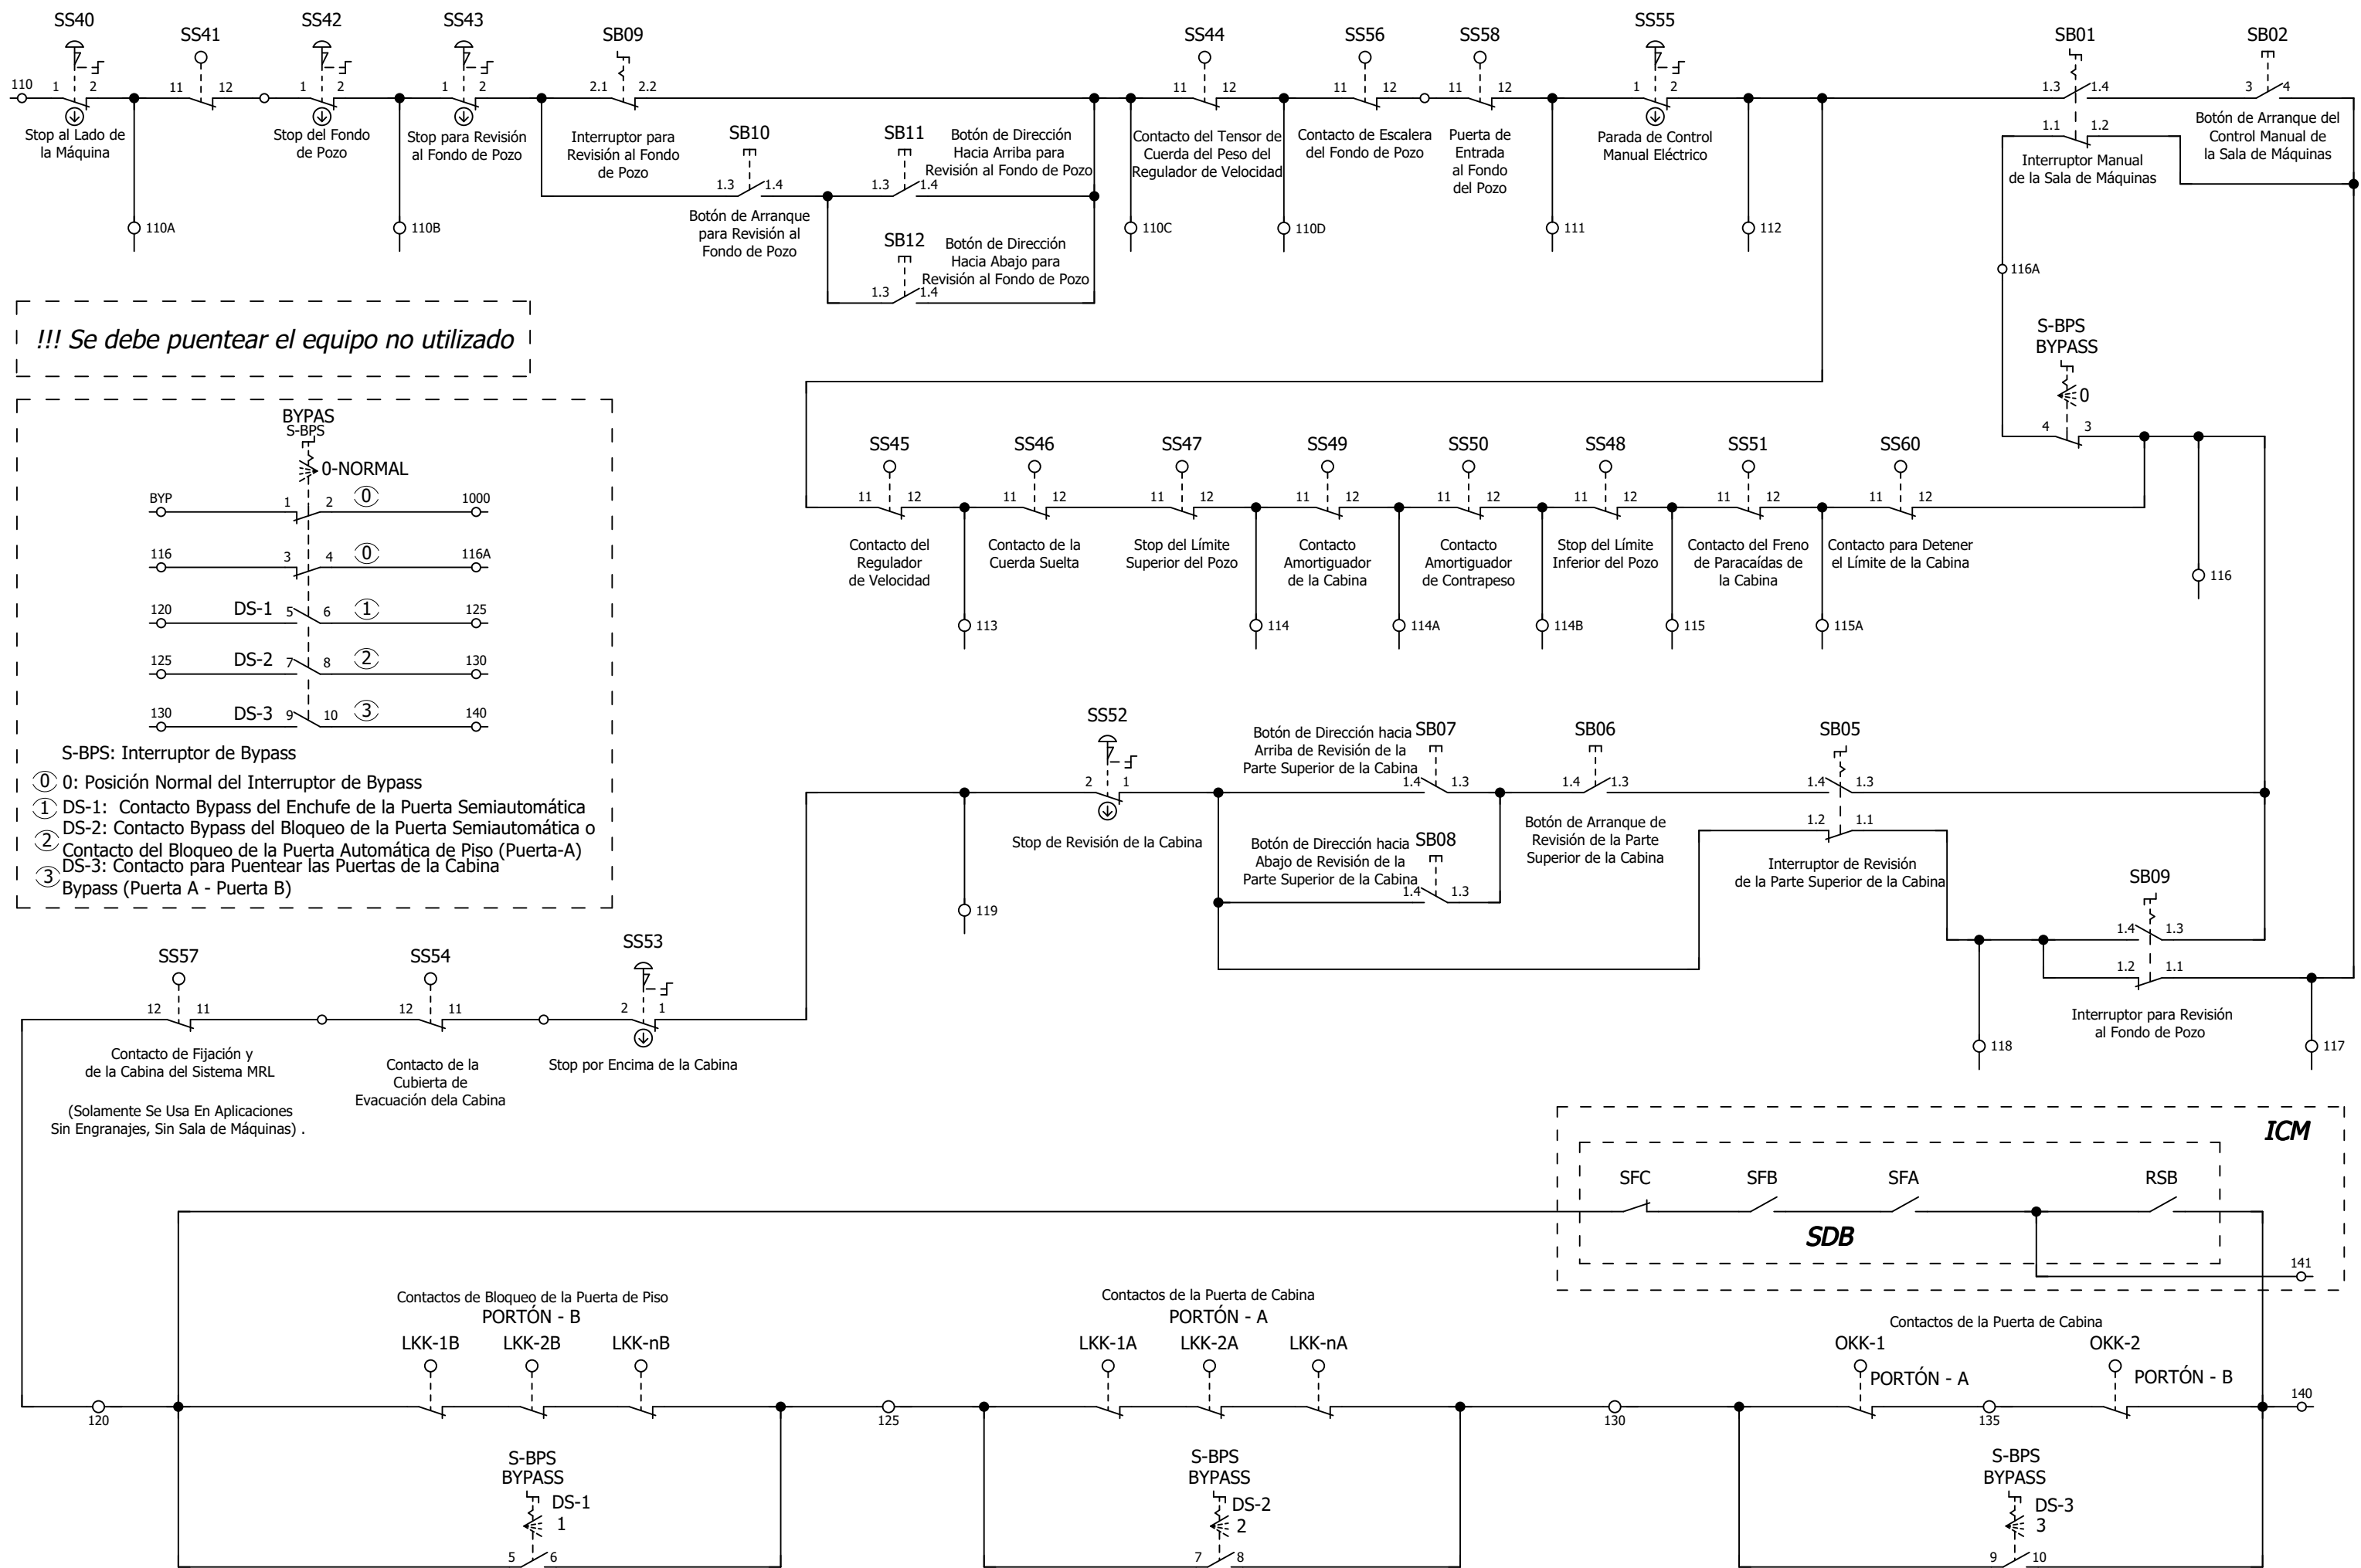 SS40
SS41
SS42
SS43
SB09
SS44
SS56
SS58
SS55
SB01
SB02
110
1 2
11 12
1 2
1 2
2.1 2.2
11 12
11 12
11 12
1 2
1.3 1.4
3 4
Stop al Lado de
la Máquina
Stop del Fondo
de Pozo
Stop para Revisión
al Fondo de Pozo
Interruptor para
Revisión al Fondo
de Pozo
SB10
1.3 1.4
Botón de Arranque
para Revisión al
Fondo de Pozo
SB11
1.3 1.4
Botón de Dirección
Hacia Arriba para
Revisión al Fondo de Pozo
SB12
1.3 1.4
Botón de Dirección
Hacia Abajo para
Revisión al Fondo de Pozo
Contacto del Tensor de
Cuerda del Peso del
Regulador de Velocidad
Contacto de Escalera
del Fondo de Pozo
Puerta de
Entrada
al Fondo
del Pozo
Parada de Control
Manual Eléctrico
1.1 1.2
Interruptor Manual
de la Sala de Máquinas
Botón de Arranque del
Control Manual de
la Sala de Máquinas
110A
110B
110C
110D
111
112
116A
!!! Se debe puentear el equipo no utilizado
S-BPS
BYPASS
0
4 3
BYPAS
S-BPS
0-NORMAL
BYP 1 2 0 1000
116 3 4 0 116A
120 DS-1 5 6 1 125
125 DS-2 7 8 2 130
130 DS-3 9 10 3 140
S-BPS: Interruptor de Bypass
0 0: Posición Normal del Interruptor de Bypass
1 DS-1: Contacto Bypass del Enchufe de la Puerta Semiautomática
2 DS-2: Contacto Bypass del Bloqueo de la Puerta Semiautomática o
Contacto del Bloqueo de la Puerta Automática de Piso (Puerta-A)
3 DS-3: Contacto para Puentear las Puertas de la Cabina
Bypass (Puerta A - Puerta B)
SS45
SS46
SS47
SS49
SS50
SS48
SS51
SS60
11 12
11 12
11 12
11 12
11 12
11 12
11 12
11 12
Contacto del
Regulador
de Velocidad
Contacto de la
Cuerda Suelta
Stop del Límite
Superior del Pozo
Contacto
Amortiguador
de la Cabina
Contacto
Amortiguador
de Contrapeso
Stop del Límite
Inferior del Pozo
Contacto del Freno
de Paracaídas de
la Cabina
Contacto para Detener
el Límite de la Cabina
113
114
114A
114B
115
115A
116
SS52
2 1
Stop de Revisión de la Cabina
Botón de Dirección hacia
Arriba de Revisión de la
Parte Superior de la Cabina
SB07
1.4 1.3
Botón de Dirección hacia
Abajo de Revisión de la
Parte Superior de la Cabina
SB08
1.4 1.3
SB06
1.4 1.3
Botón de Arranque de
Revisión de la Parte
Superior de la Cabina
SB05
1.4 1.3
1.2 1.1
Interruptor de Revisión
de la Parte Superior de la Cabina
SB09
1.4 1.3
1.2 1.1
Interruptor para Revisión
al Fondo de Pozo
119
118
117
SS57
12 11
Contacto de Fijación y
de la Cabina del Sistema MRL
(Solamente Se Usa En Aplicaciones
Sin Engranajes, Sin Sala de Máquinas) .
SS54
12 11
Contacto de la
Cubierta de
Evacuación dela Cabina
SS53
2 1
Stop por Encima de la Cabina
ICM
SFC
SFB
SFA
RSB
SDB
141
Contactos de Bloqueo de la Puerta de Piso
PORTÓN - B
LKK-1B
LKK-2B
LKK-nB
Contactos de la Puerta de Cabina
PORTÓN - A
LKK-1A
LKK-2A
LKK-nA
Contactos de la Puerta de Cabina
OKK-1
PORTÓN - A
OKK-2
PORTÓN - B
120
125
130
135
140
S-BPS
BYPASS
DS-1
1
5 6
S-BPS
BYPASS
DS-2
2
7 8
S-BPS
BYPASS
DS-3
3
9 10